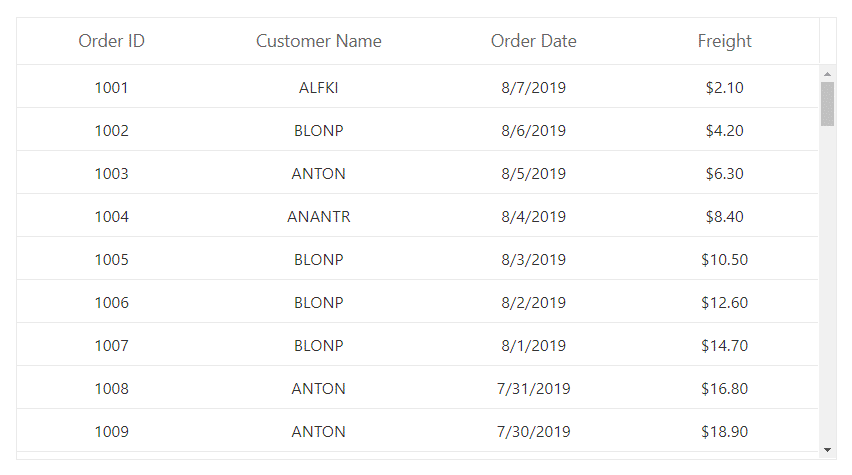 Order ID Customer Name Order Date Freight
1001 ALFKI 8/7/2019 $2.10
1002 BLONP 8/6/2019 $4.20
1003 ANTON 8/5/2019 $6.30
1004 ANANTR 8/4/2019 $8.40
1005 BLONP 8/3/2019 $10.50
1006 BLONP 8/2/2019 $12.60
1007 BLONP 8/1/2019 $14.70
1008 ANTON 7/31/2019 $16.80
1009 ANTON 7/30/2019 $18.90